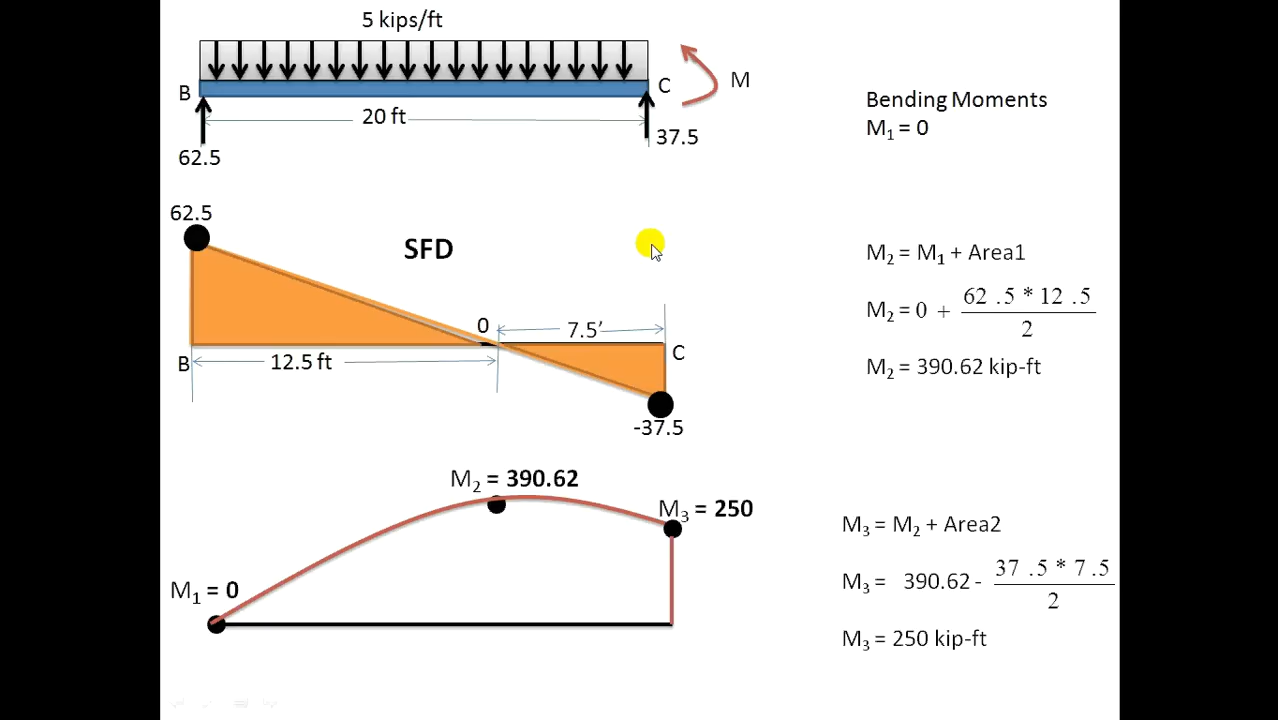 5 kips/ft
B
C
M
20 ft
62.5
37.5
Bending Moments
M₁ = 0
62.5
SFD
0
7.5’
B
12.5 ft
C
-37.5
M₂ = M₁ + Area1
M₂ = 0 + 62 .5 * 12 .5 / 2
M₂ = 390.62 kip-ft
M₂ = 390.62
M₃ = 250
M₁ = 0
M₃ = M₂ + Area2
M₃ = 390.62 - 37 .5 * 7 .5 / 2
M₃ = 250 kip-ft